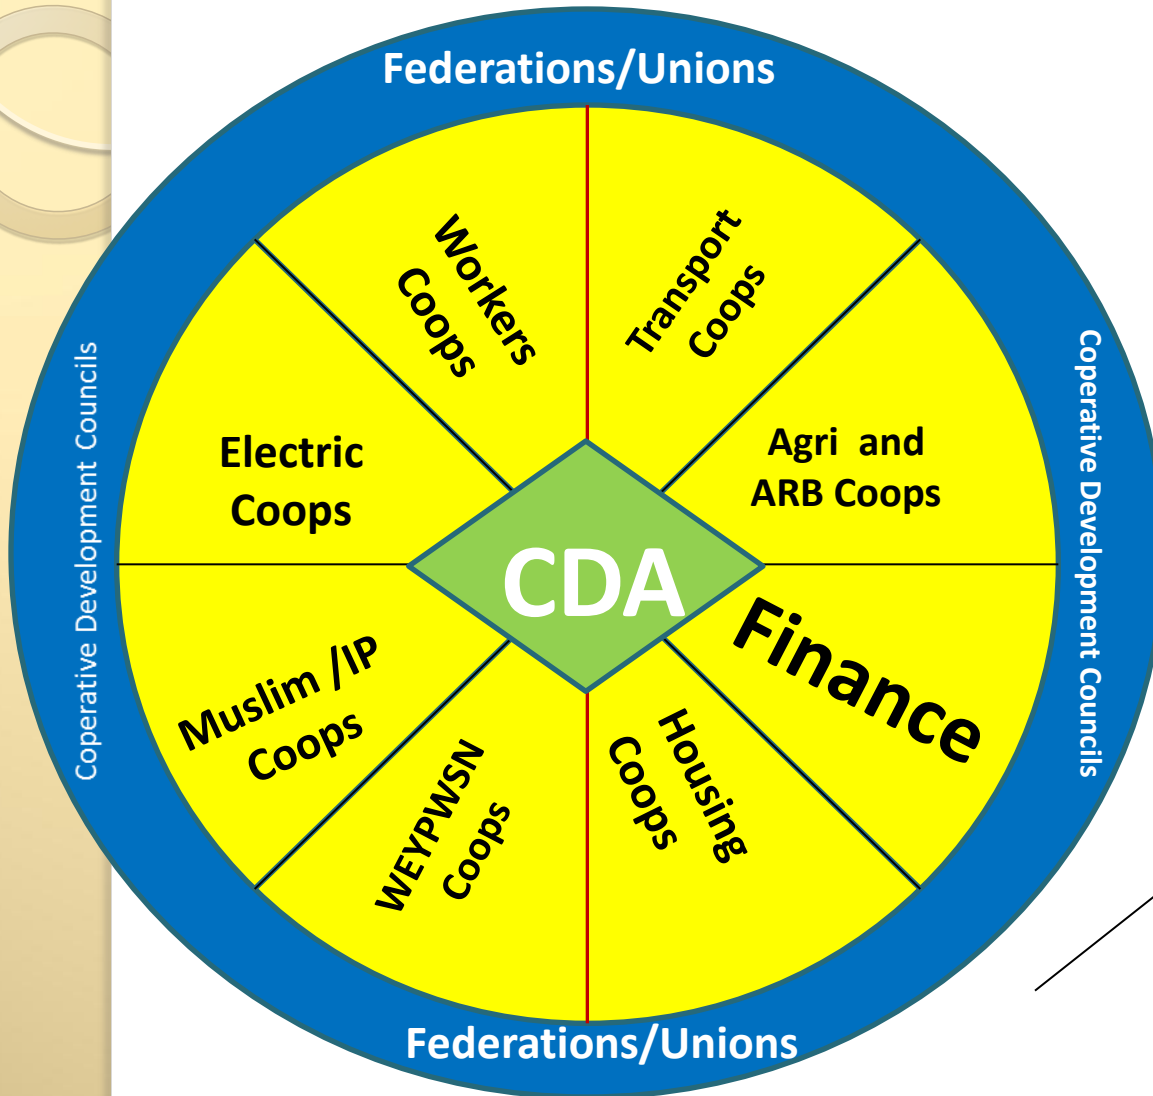 Federations/Unions
Workers
Coops
Transport
Coops
Coperative Development Councils
Electric
Coops
Agri and
ARB Coops
Coperative Development Councils
CDA
Muslim /IP
Coops
Finance
WEYPWSN
Coops
Housing
Coops
Federations/Unions